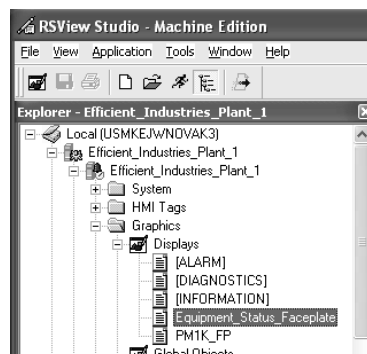 RSView Studio - Machine Edition
File View Application Tools Window Help
Explorer - Efficient_Industries_Plant_1
Local (USMKEJWNOVAK3)
Efficient_Industries_Plant_1
Efficient_Industries_Plant_1
System
HMI Tags
Graphics
Displays
[ALARM]
[DIAGNOSTICS]
[INFORMATION]
Equipment_Status_Faceplate
PM1K_FP
Global Objects